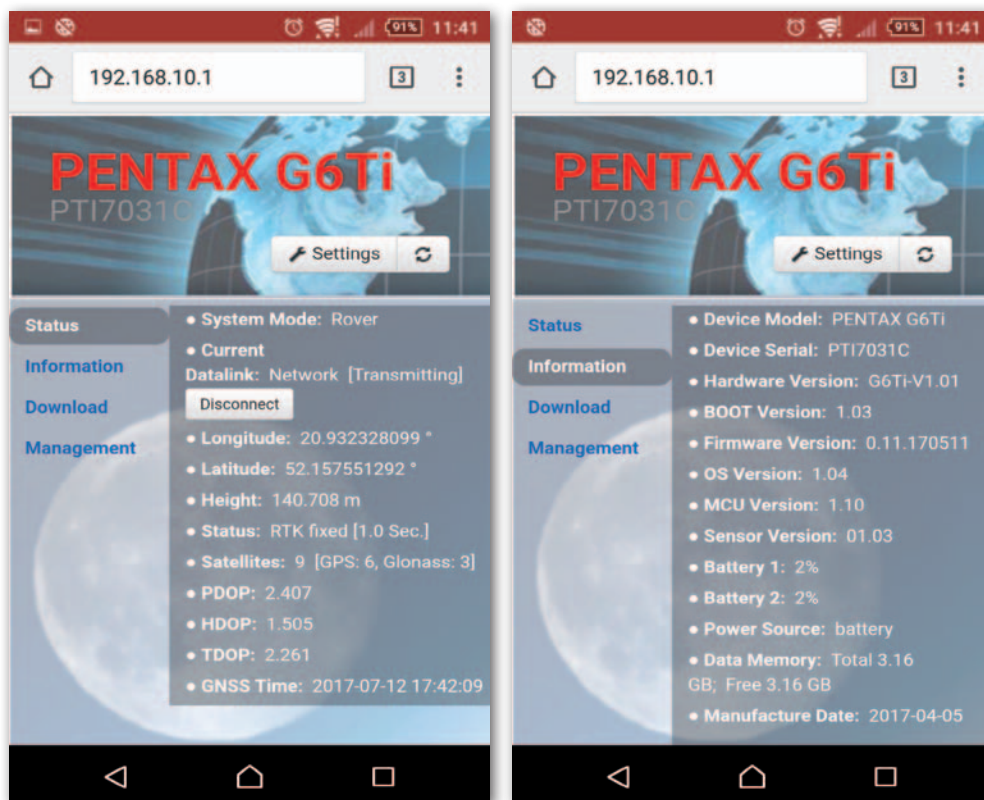 91% 11:41
192.168.10.1
3
PENTAX G6Ti
PTI7031C
Settings
Status
Information
Download
Management
• System Mode: Rover
• Current
Datalink: Network [Transmitting]
Disconnect
• Longitude: 20.932328099 °
• Latitude: 52.157551292 °
• Height: 140.708 m
• Status: RTK fixed [1.0 Sec.]
• Satellites: 9 [GPS: 6, Glonass: 3]
• PDOP: 2.407
• HDOP: 1.505
• TDOP: 2.261
• GNSS Time: 2017-07-12 17:42:09
91% 11:41
192.168.10.1
3
PENTAX G6Ti
PTI7031C
Settings
Status
Information
Download
Management
• Device Model: PENTAX G6Ti
• Device Serial: PTI7031C
• Hardware Version: G6Ti-V1.01
• BOOT Version: 1.03
• Firmware Version: 0.11.170511
• OS Version: 1.04
• MCU Version: 1.10
• Sensor Version: 01.03
• Battery 1: 2%
• Battery 2: 2%
• Power Source: battery
• Data Memory: Total 3.16
GB; Free 3.16 GB
• Manufacture Date: 2017-04-05